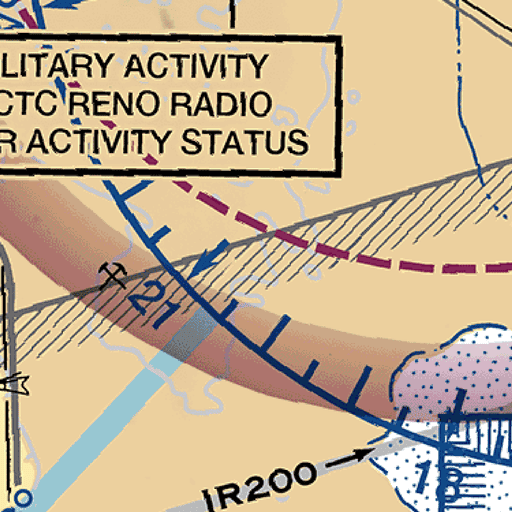 LITARY ACTIVITY
CTC RENO RADIO
R ACTIVITY STATUS
21
IR200
18